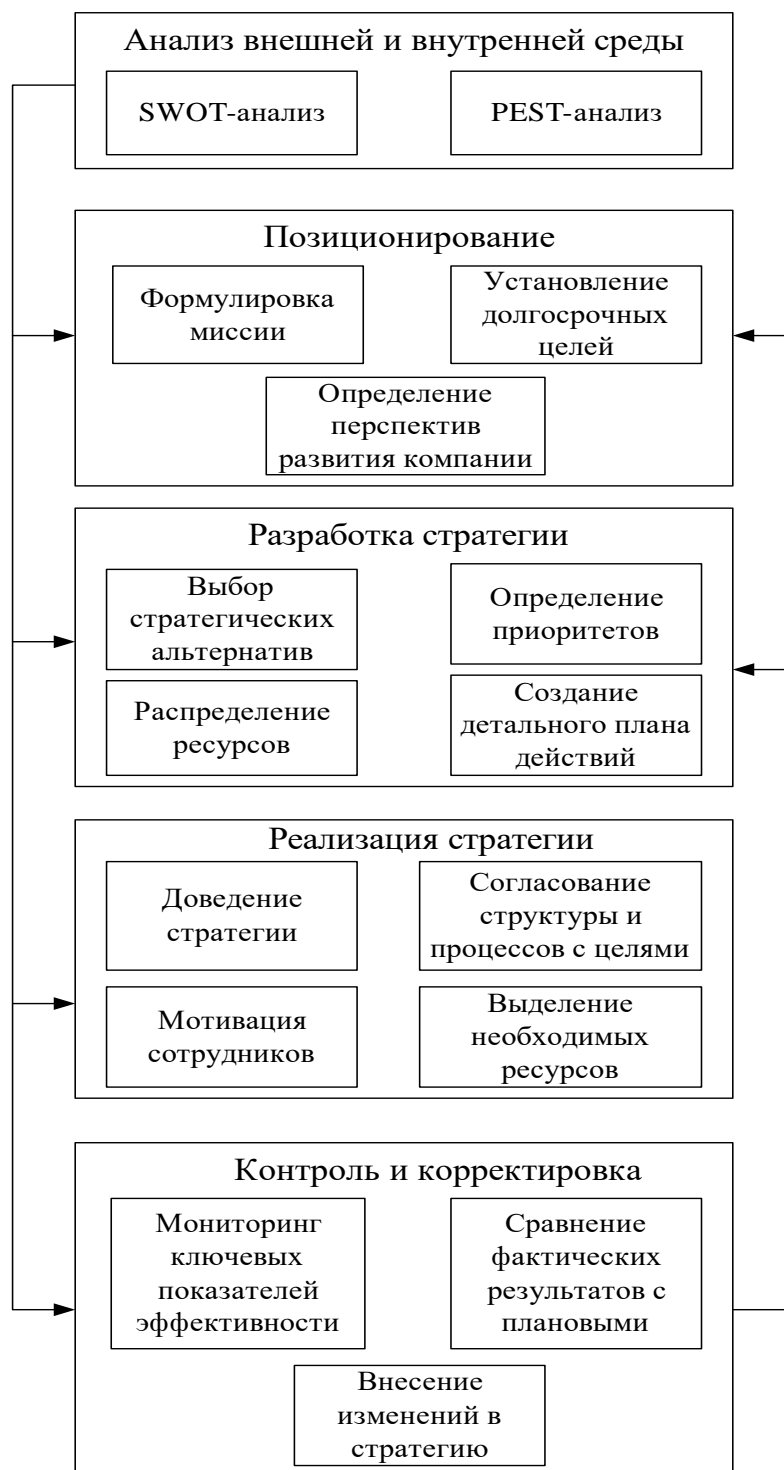 Анализ внешней и внутренней среды
SWOT-анализ
PEST-анализ
Позиционирование
Формулировка
миссии
Установление
долгосрочных
целей
Определение
перспектив
развития компании
Разработка стратегии
Выбор
стратегических
альтернатив
Определение
приоритетов
Распределение
ресурсов
Создание
детального плана
действий
Реализация стратегии
Доведение
стратегии
Согласование
структуры и
процессов с целями
Мотивация
сотрудников
Выделение
необходимых
ресурсов
Контроль и корректировка
Мониторинг
ключевых
показателей
эффективности
Сравнение
фактических
результатов с
плановыми
Внесение
изменений в
стратегию